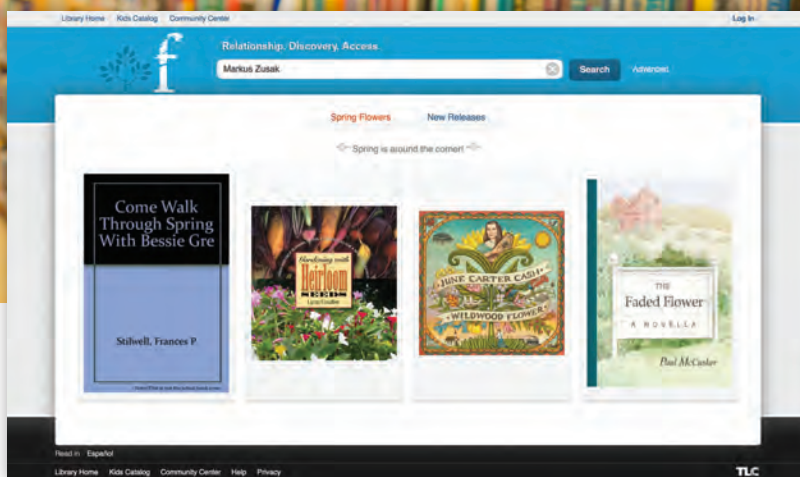 Library Home Kids Catalog Community Center Log In
f
Relationship. Discovery. Access.
Markus Zusak Search Advanced
Spring Flowers New Releases
Spring is around the corner!
Come Walk
Through Spring
With Bessie Gre
Stilwell, Frances P
Gardening with
Heirloom
SEEDS
JUNE CARTER CASH
WILDWOOD FLOWER
THE
Faded Flower
A NOVELLA
Paul McCusker
Read in Español
Library Home Kids Catalog Community Center Help Privacy TLC